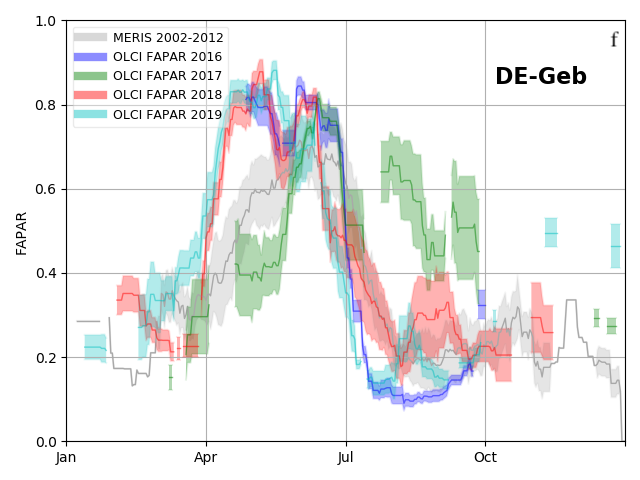 1.0
0.8
0.6
0.4
0.2
0.0
FAPAR
MERIS 2002-2012
OLCI FAPAR 2016
OLCI FAPAR 2017
OLCI FAPAR 2018
OLCI FAPAR 2019
f
DE-Geb
Jan
Apr
Jul
Oct